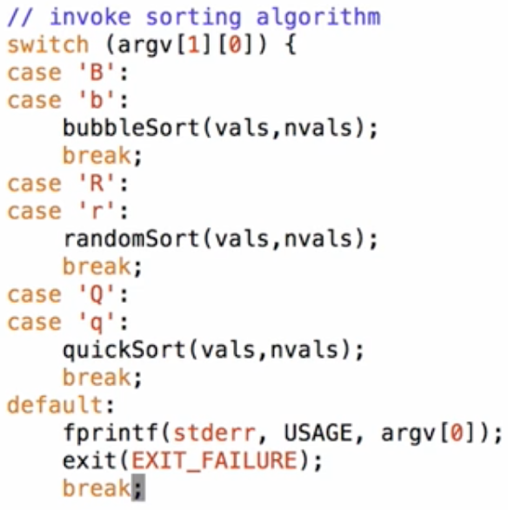 // invoke sorting algorithm
switch (argv[1][0]) {
case 'B':
case 'b':
    bubbleSort(vals,nvals);
    break;
case 'R':
case 'r':
    randomSort(vals,nvals);
    break;
case 'Q':
case 'q':
    quickSort(vals,nvals);
    break;
default:
    fprintf(stderr, USAGE, argv[0]);
    exit(EXIT_FAILURE);
    break;